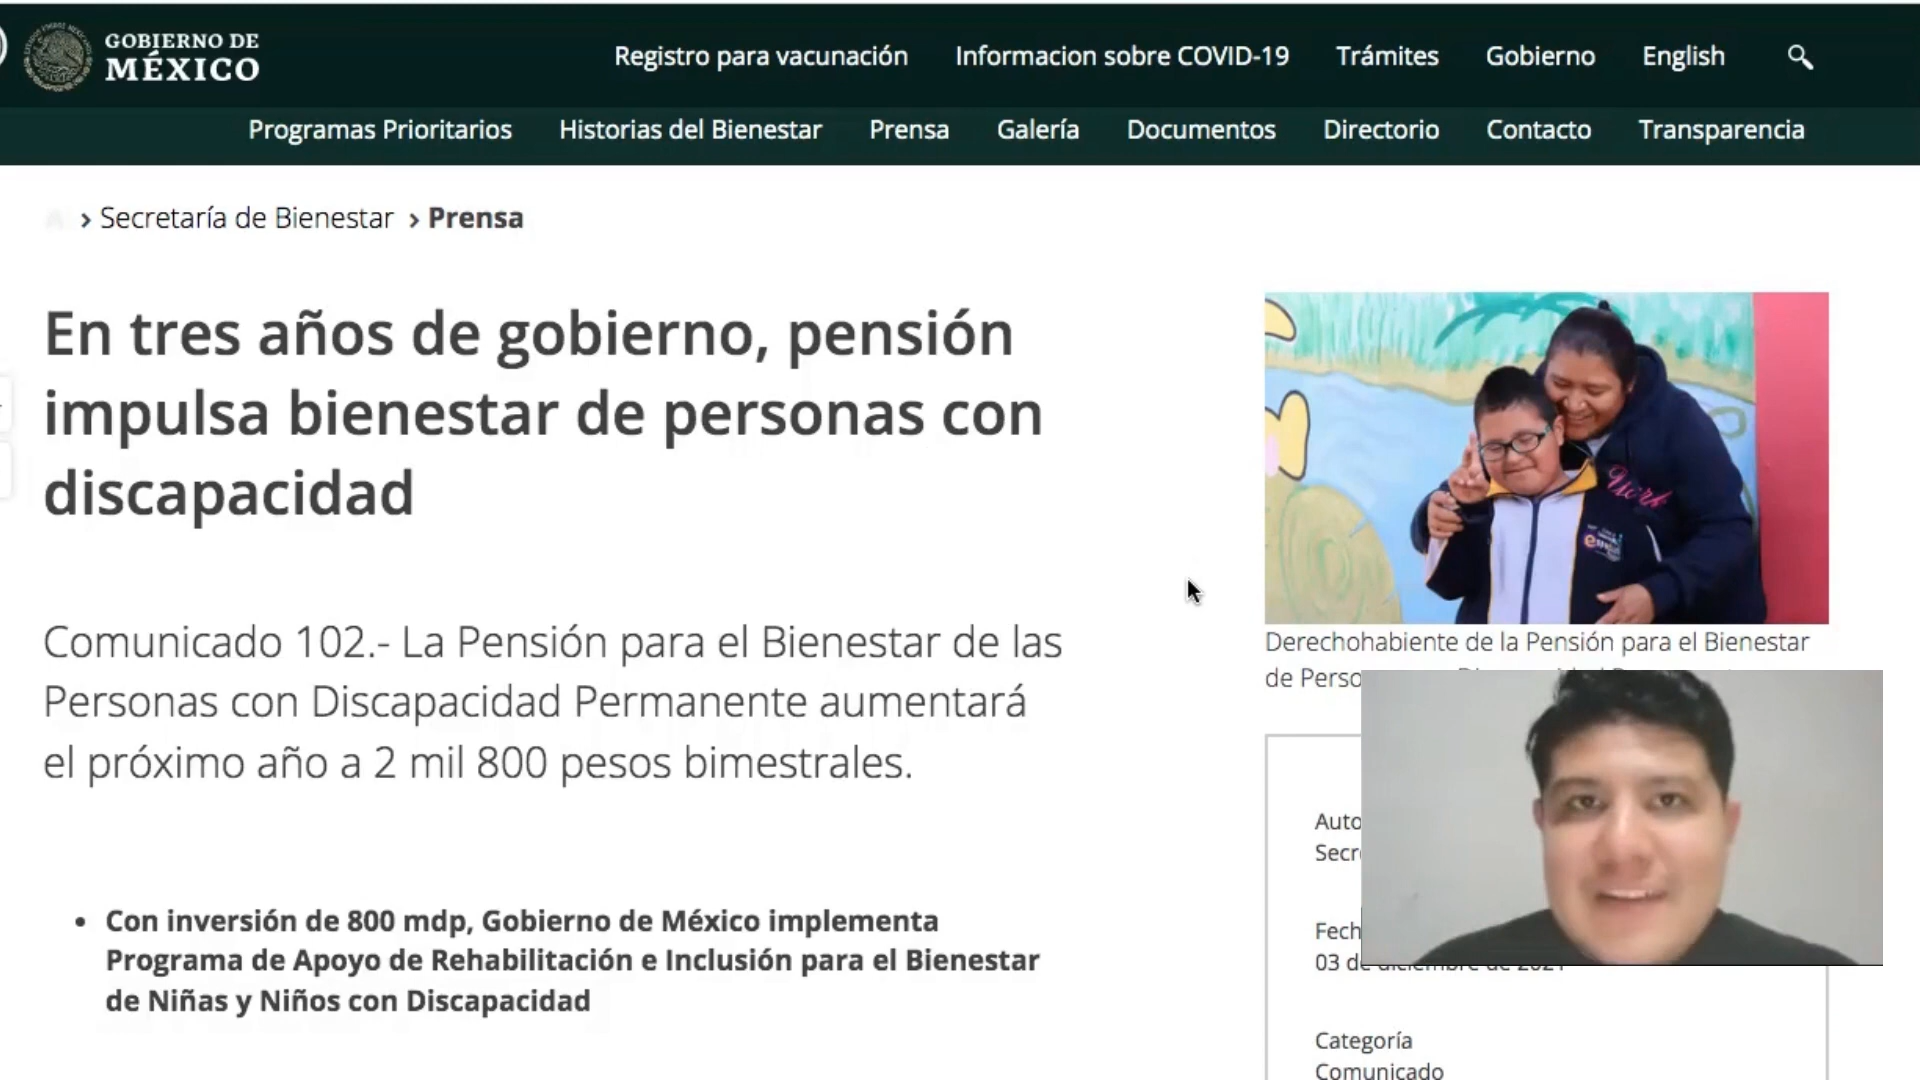 GOBIERNO DE
MÉXICO
Registro para vacunación Informacion sobre COVID-19 Trámites Gobierno English
Programas Prioritarios Historias del Bienestar Prensa Galería Documentos Directorio Contacto Transparencia
> Secretaría de Bienestar > Prensa
En tres años de gobierno, pensión
impulsa bienestar de personas con
discapacidad
Comunicado 102.- La Pensión para el Bienestar de las
Personas con Discapacidad Permanente aumentará
el próximo año a 2 mil 800 pesos bimestrales.
• Con inversión de 800 mdp, Gobierno de México implementa
Programa de Apoyo de Rehabilitación e Inclusión para el Bienestar
de Niñas y Niños con Discapacidad
York
Derechohabiente de la Pensión para el Bienestar
de Perso
Auto
Secr
Fech
03 de diciembre de 2021
Categoría
Comunicado